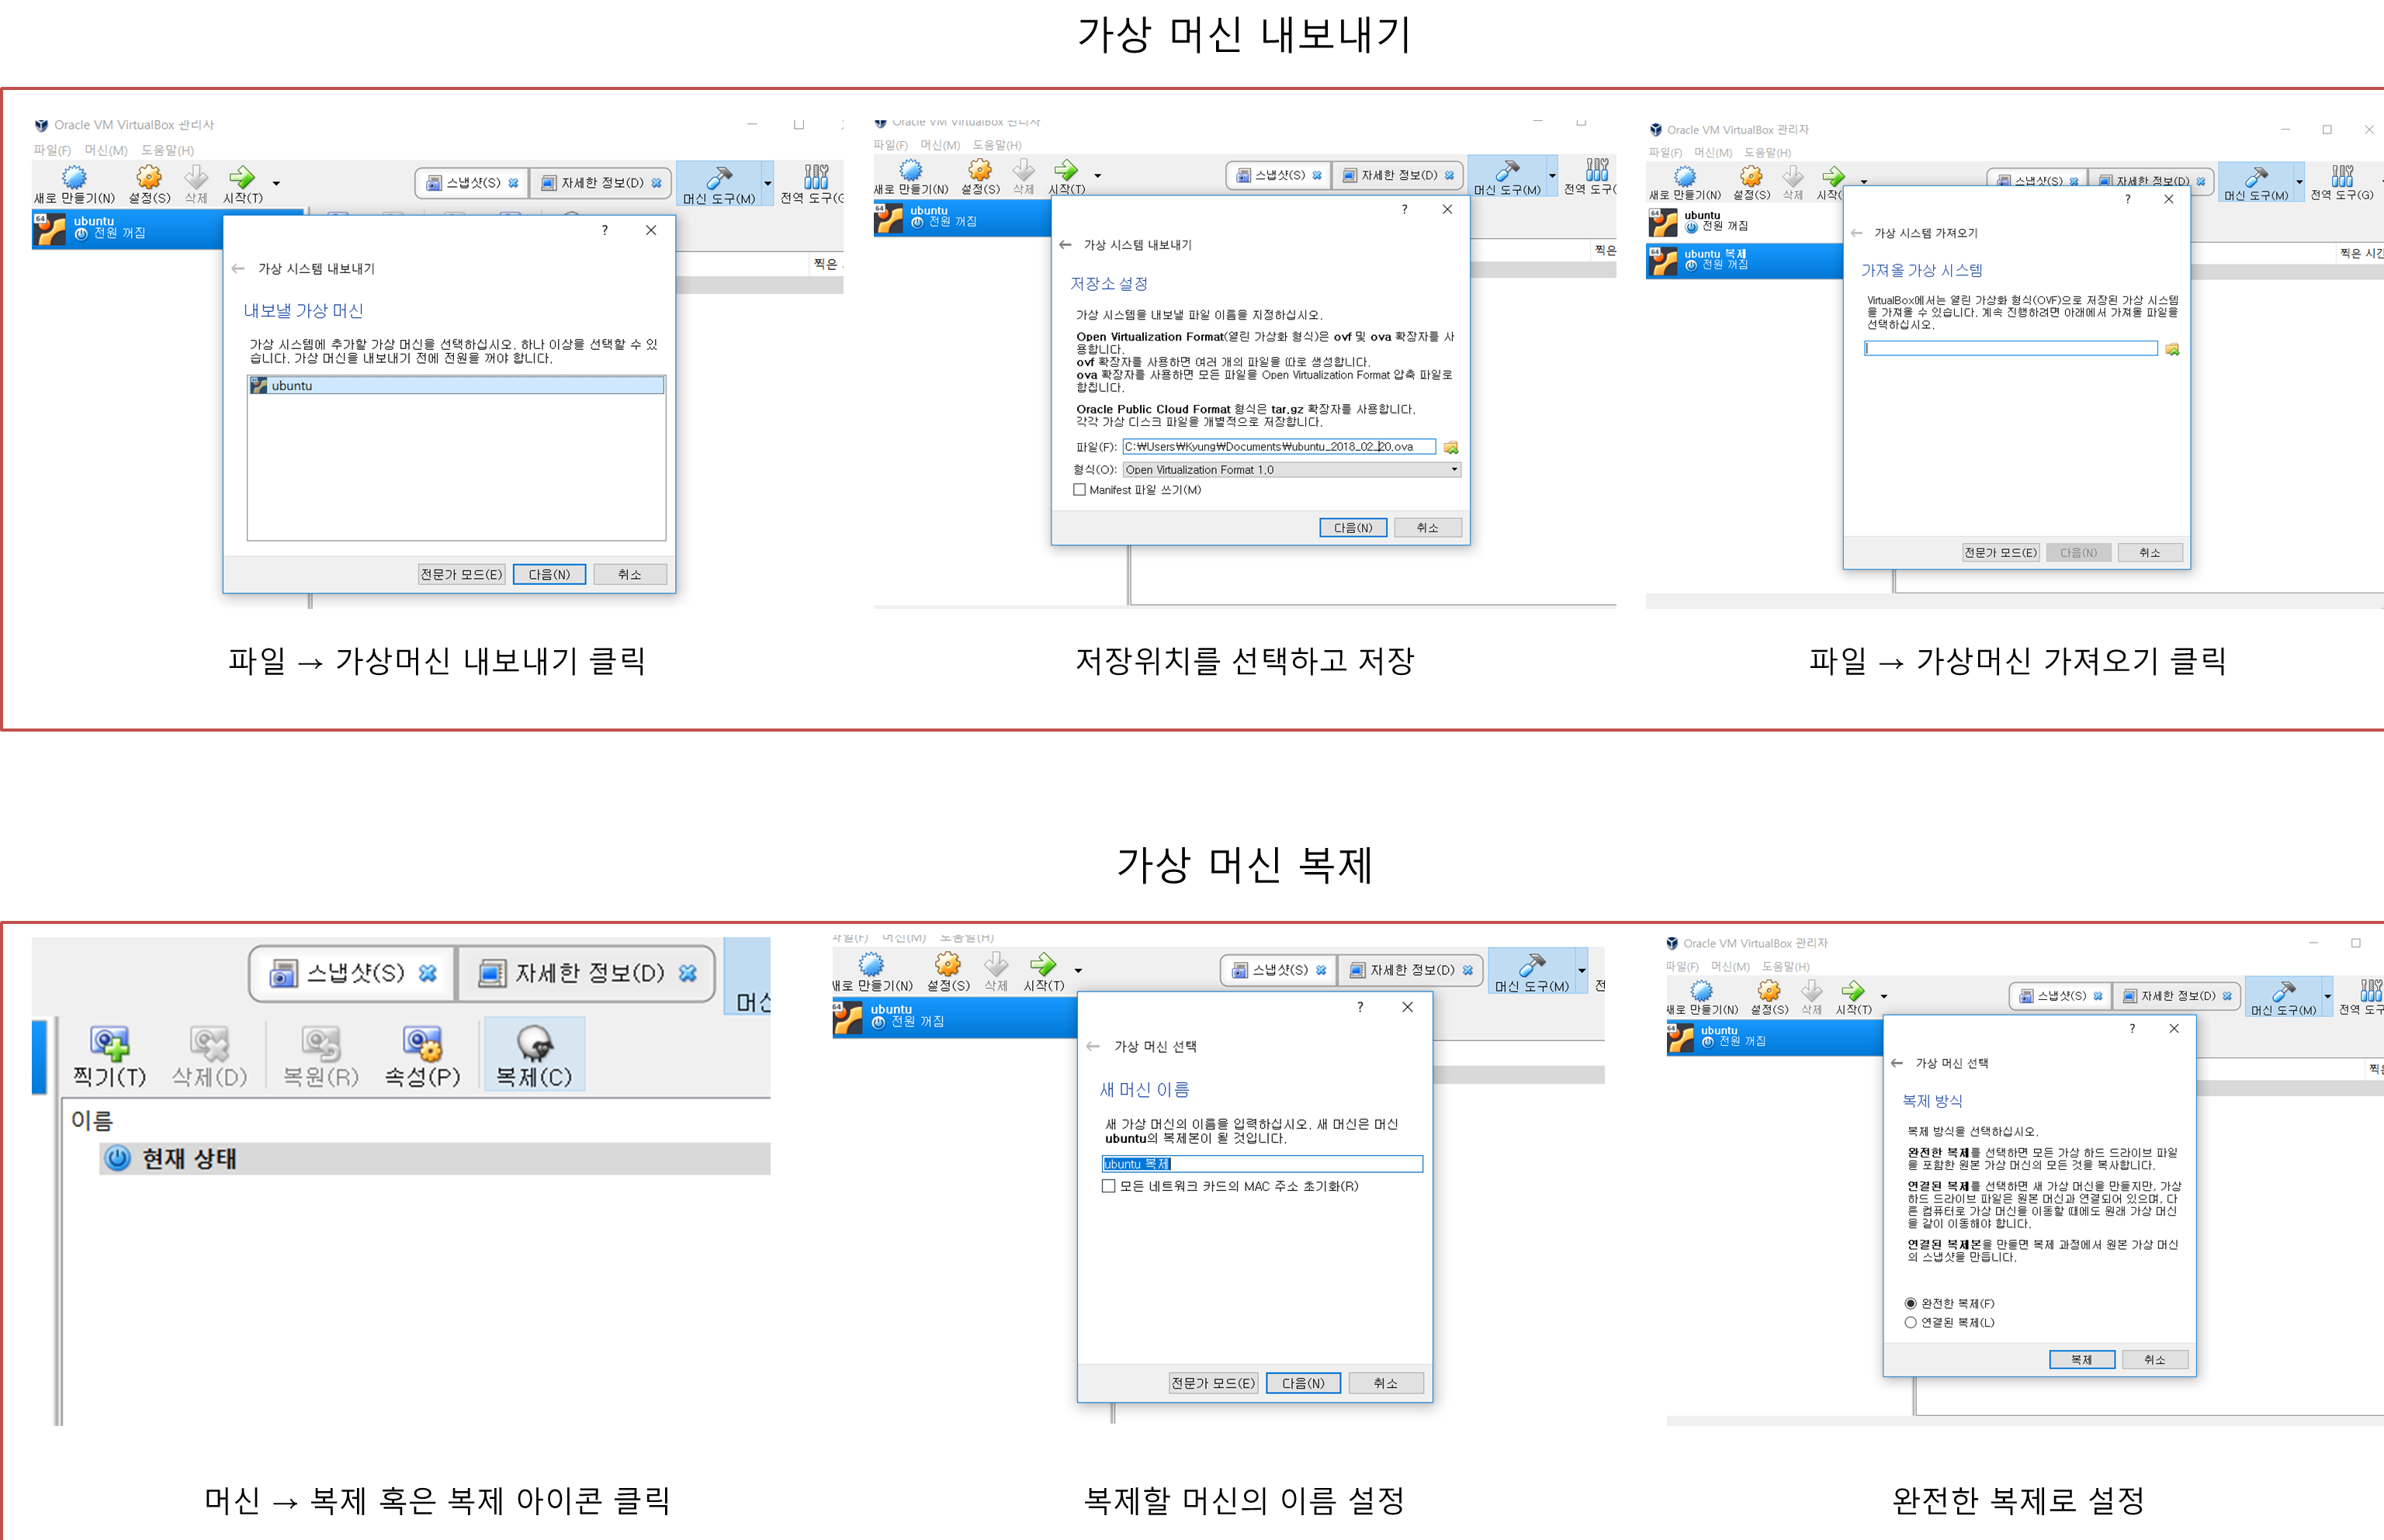 가상 머신 내보내기
Oracle VM VirtualBox 관리자
파일(F) 머신(M) 도움말(H)
새로 만들기(N) 설정(S) 삭제 시작(T) 스냅샷(S) 자세한 정보(D) 머신 도구(M) 전역 도구(G
ubuntu
전원 꺼짐
찍은
? ×
← 가상 시스템 내보내기
내보낼 가상 머신
가상 시스템에 추가할 가상 머신을 선택하십시오. 하나 이상을 선택할 수 있
습니다. 가상 머신을 내보내기 전에 전원을 꺼야 합니다.
ubuntu
전문가 모드(E) 다음(N) 취소
파일 → 가상머신 내보내기 클릭
Oracle VM VirtualBox 관리자
파일(F) 머신(M) 도움말(H)
새로 만들기(N) 설정(S) 삭제 시작(T) 스냅샷(S) 자세한 정보(D) 머신 도구(M) 전역 도구(
ubuntu
전원 꺼짐
찍은
? ×
← 가상 시스템 내보내기
저장소 설정
가상 시스템을 내보낼 파일 이름을 지정하십시오.
Open Virtualization Format(열린 가상화 형식)은 ovf 및 ova 확장자를 사
용합니다.
ovf 확장자를 사용하면 여러 개의 파일을 따로 생성합니다.
ova 확장자를 사용하면 모든 파일을 Open Virtualization Format 압축 파일로
합칩니다.
Oracle Public Cloud Format 형식은 tar.gz 확장자를 사용합니다.
각각 가상 디스크 파일을 개별적으로 저장합니다.
파일(F): C:₩Users₩Kyung₩Documents₩ubuntu_2018_02_20.ova
형식(O): Open Virtualization Format 1.0
Manifest 파일 쓰기(M)
다음(N) 취소
저장위치를 선택하고 저장
Oracle VM VirtualBox 관리자
파일(F) 머신(M) 도움말(H)
새로 만들기(N) 설정(S) 삭제 시작( 스냅샷(S) 자세한 정보(D) 머신 도구(M) 전역 도구(G)
ubuntu
전원 꺼짐
ubuntu 복제
전원 꺼짐
찍은 시간
? ×
← 가상 시스템 가져오기
가져올 가상 시스템
VirtualBox에서는 열린 가상화 형식(OVF)으로 저장된 가상 시스템
을 가져올 수 있습니다. 계속 진행하려면 아래에서 가져올 파일을
선택하십시오.
전문가 모드(E) 다음(N) 취소
파일 → 가상머신 가져오기 클릭
가상 머신 복제
스냅샷(S) 자세한 정보(D)
머신
찍기(T) 삭제(D) 복원(R) 속성(P) 복제(C)
이름
현재 상태
머신 → 복제 혹은 복제 아이콘 클릭
파일(F) 머신(M) 도움말(H)
새로 만들기(N) 설정(S) 삭제 시작(T) 스냅샷(S) 자세한 정보(D) 머신 도구(M) 전
ubuntu
전원 꺼짐
? ×
← 가상 머신 선택
새 머신 이름
새 가상 머신의 이름을 입력하십시오. 새 머신은 머신
ubuntu의 복제본이 될 것입니다.
ubuntu 복제
모든 네트워크 카드의 MAC 주소 초기화(R)
전문가 모드(E) 다음(N) 취소
복제할 머신의 이름 설정
Oracle VM VirtualBox 관리자
파일(F) 머신(M) 도움말(H)
새로 만들기(N) 설정(S) 삭제 시작(T) 스냅샷(S) 자세한 정보(D) 머신 도구(M) 전역 도구
ubuntu
전원 꺼짐
찍은
? ×
← 가상 머신 선택
복제 방식
복제 방식을 선택하십시오.
완전한 복제를 선택하면 모든 가상 하드 드라이브 파일
을 포함한 원본 가상 머신의 모든 것을 복사합니다.
연결된 복제를 선택하면 새 가상 머신을 만들지만, 가상
하드 드라이브 파일은 원본 머신과 연결되어 있으며, 다
른 컴퓨터로 가상 머신을 이동할 때에도 원래 가상 머신
을 같이 이동해야 합니다.
연결된 복제본을 만들면 복제 과정에서 원본 가상 머신
의 스냅샷을 만듭니다.
완전한 복제(F)
연결된 복제(L)
복제 취소
완전한 복제로 설정